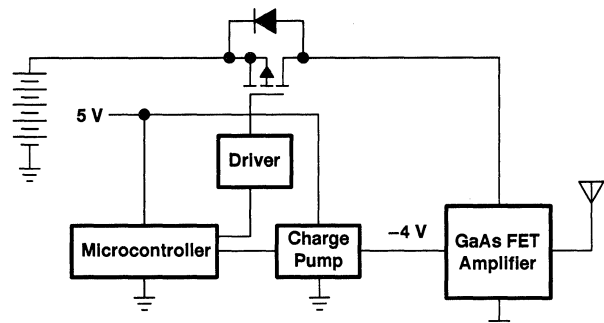 5 V
Driver
Microcontroller
Charge
Pump
−4 V
GaAs FET
Amplifier